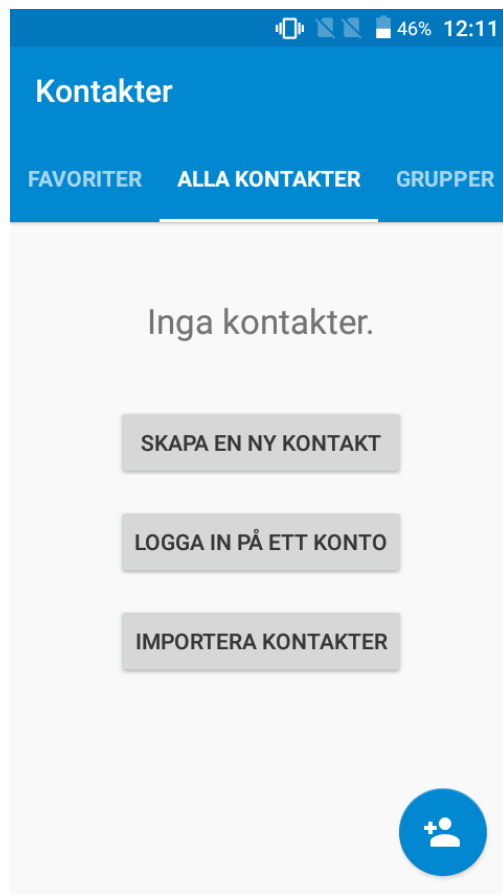 46% 12:11
Kontakter
FAVORITER ALLA KONTAKTER GRUPPER
Inga kontakter.
SKAPA EN NY KONTAKT
LOGGA IN PÅ ETT KONTO
IMPORTERA KONTAKTER